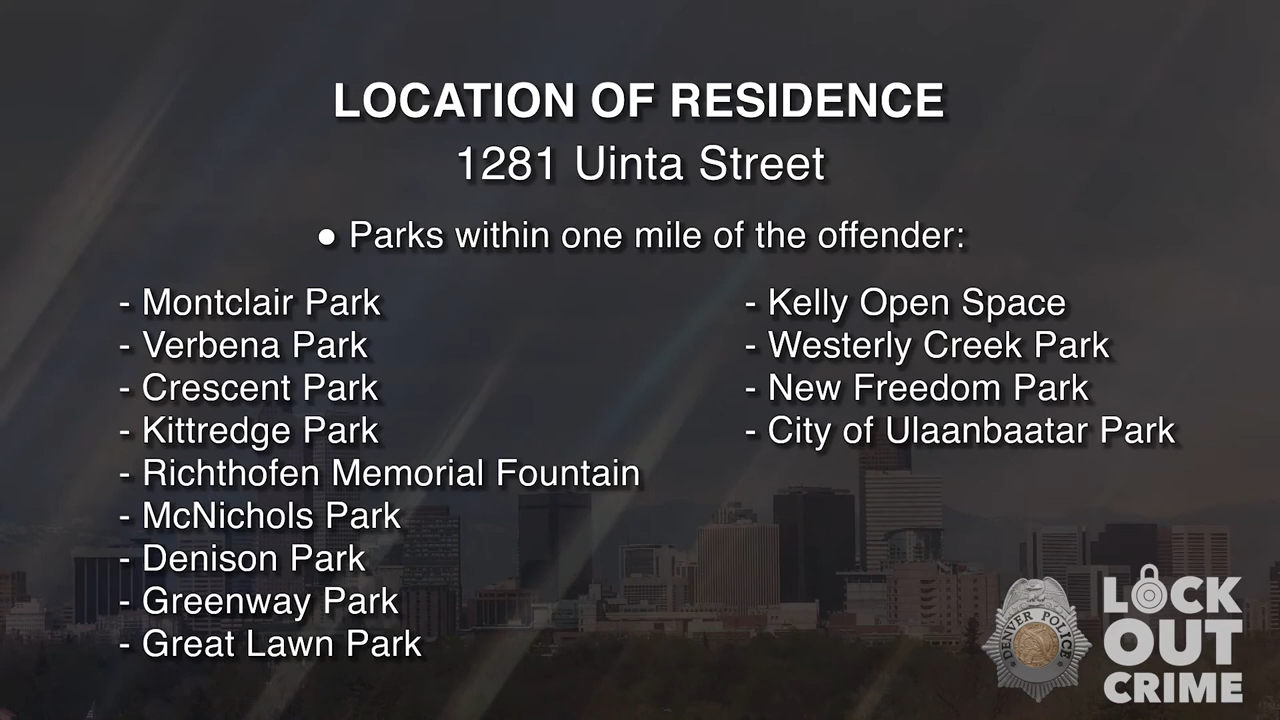 LOCATION OF RESIDENCE
1281 Uinta Street
● Parks within one mile of the offender:
- Montclair Park
- Verbena Park
- Crescent Park
- Kittredge Park
- Richthofen Memorial Fountain
- McNichols Park
- Denison Park
- Greenway Park
- Great Lawn Park
- Kelly Open Space
- Westerly Creek Park
- New Freedom Park
- City of Ulaanbaatar Park
DENVER POLICE
LOCK
OUT
CRIME